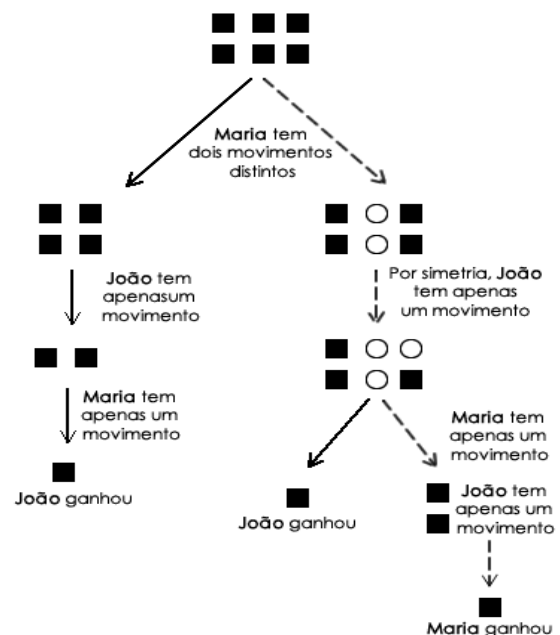 Maria tem
dois movimentos
distintos
João tem
apenasum
movimento
Por simetria, João
tem apenas
um movimento
Maria tem
apenas um
movimento
João ganhou
Maria tem
apenas um
movimento
João ganhou
João tem
apenas um
movimento
Maria ganhou